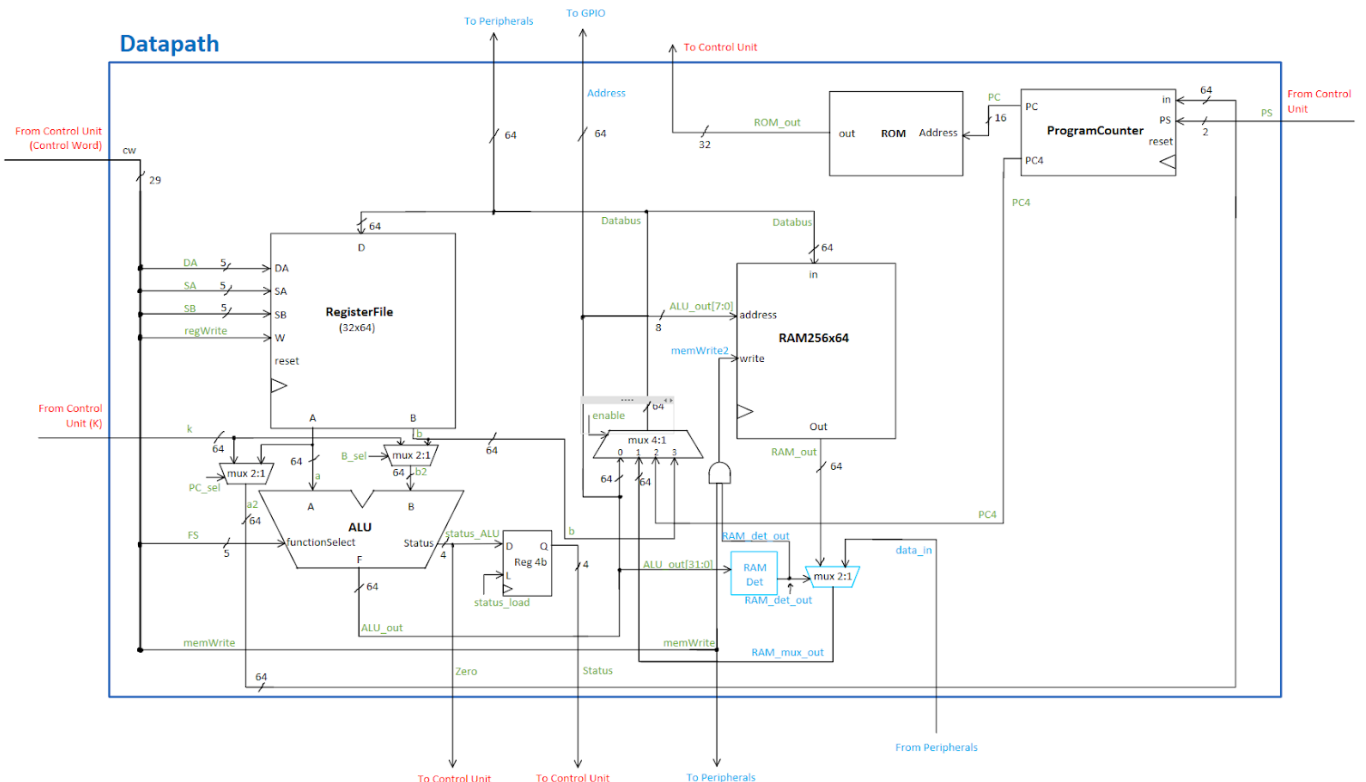 To GPIO
To Peripherals
Datapath
To Control Unit
Address
64
64
ROM_out
32
out
ROM
Address
PC
16
PC
PC4
ProgramCounter
in
PS
reset
64
2
PS
From Control
Unit
From Control Unit
(Control Word)
cw
29
PC4
64
Databus
Databus
64
D
DA
5
DA
SA
5
SA
SB
5
SB
regWrite
W
reset
RegisterFile
(32x64)
A
B
in
ALU_out[7:0]
8
address
RAM256x64
memWrite2
write
Out
RAM_out
64
64
enable
mux 4:1
0
1
2
3
64
64
From Control
Unit (K)
k
64
b
64
64
mux 2:1
PC_sel
B_sel
mux 2:1
64
b2
a
a2
64
A
B
ALU
FS
5
functionSelect
Status
F
status_ALU
4
D
Q
Reg 4b
L
status_load
b
4
64
ALU_out
PC4
RAM_det_out
data_in
ALU_out[31:0]
RAM
Det
mux 2:1
RAM_det_out
memWrite
memWrite
RAM_mux_out
64
Zero
Status
From Peripherals
To Control Unit
To Control Unit
To Peripherals